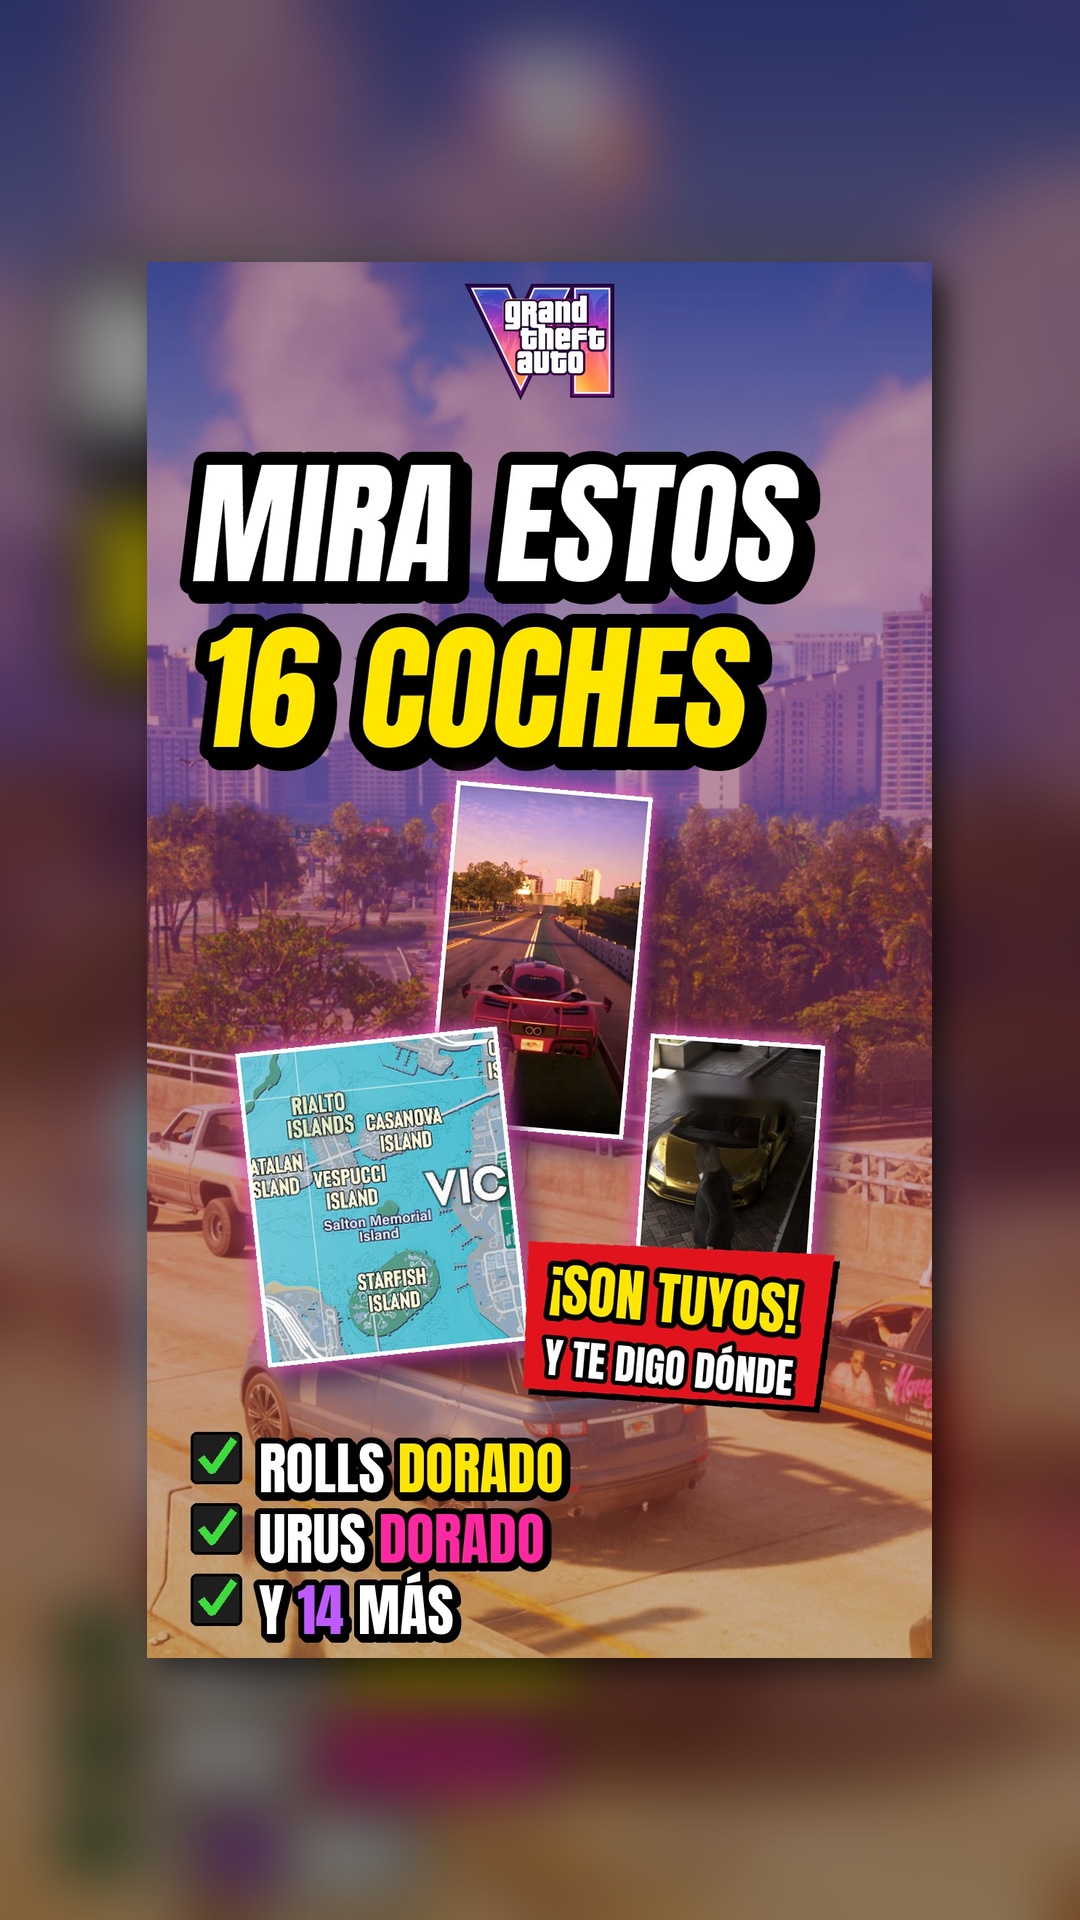 grand
theft
auto
VI
MIRA ESTOS
16 COCHES
RIALTO
ISLANDS
CASANOVA
ISLAND
ATALAN
SLAND
VESPUCCI
ISLAND
VIC
Salton Memorial
Island
STARFISH
ISLAND
¡SON TUYOS!
Y TE DIGO DÓNDE
ROLLS DORADO
URUS DORADO
Y 14 MÁS